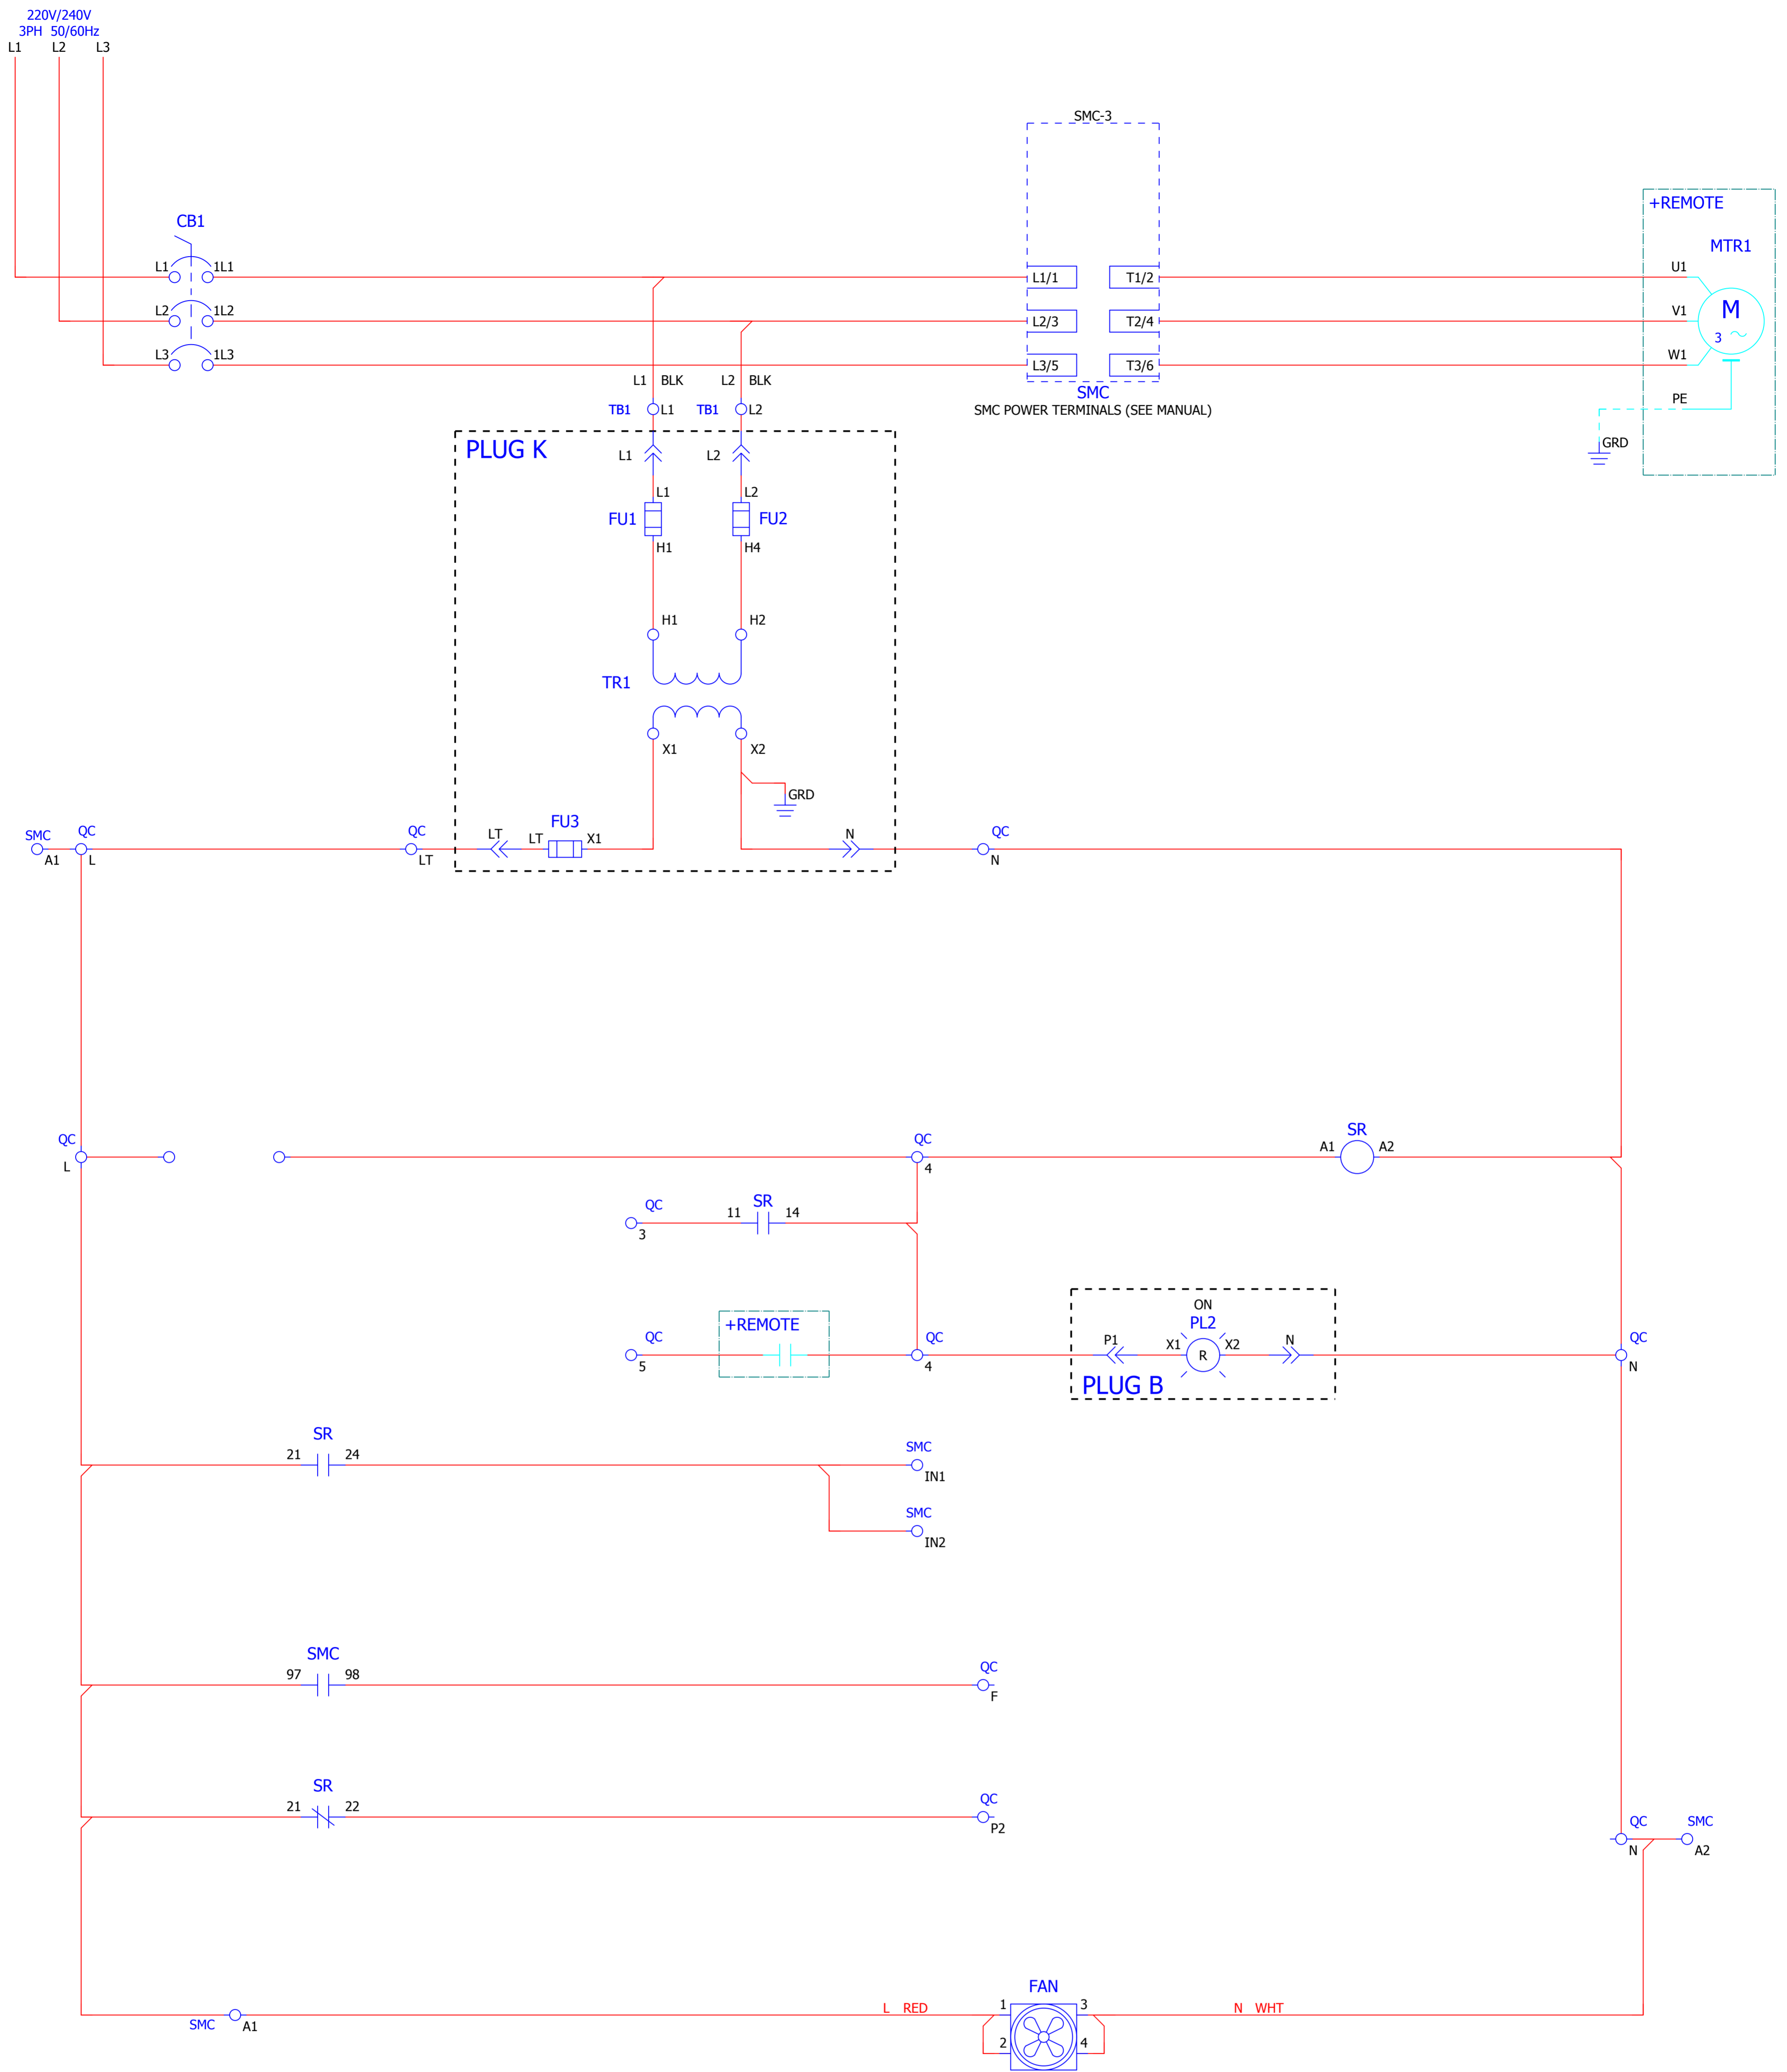 220V/240V
3PH 50/60Hz
L1 L2 L3
SMC-3
+REMOTE
CB1
MTR1
L1 1L1
L1/1 T1/2
U1
L2 1L2
L2/3 T2/4
V1
M
3
L3 1L3
L3/5 T3/6
W1
L1 BLK L2 BLK
SMC
PE
TB1 L1 TB1 L2
SMC POWER TERMINALS (SEE MANUAL)
GRD
PLUG K
L1 L2
L1 L2
FU1 FU2
H1 H4
H1 H2
TR1
X1 X2
GRD
FU3
SMC QC QC LT LT X1 N QC
A1 L LT N
QC QC SR
A1 A2
L 4
QC 11 SR 14
3
ON
+REMOTE PL2
QC QC P1 X1 R X2 N QC
5 4 N
PLUG B
SR SMC
21 24
IN1
SMC
IN2
SMC QC
97 98
F
SR QC
21 22
P2
QC SMC
N A2
FAN
L RED 1 3 N WHT
SMC A1
2 4